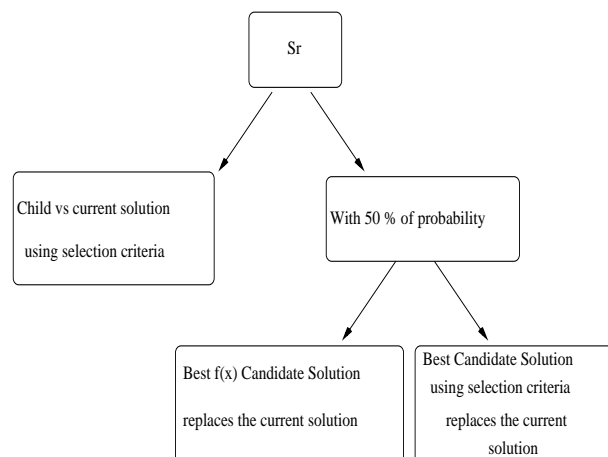 Sr
Child vs current solution
using selection criteria
With 50 % of probability
Best f(x) Candidate Solution
replaces the current solution
Best Candidate Solution
using selection criteria
replaces the current
solution